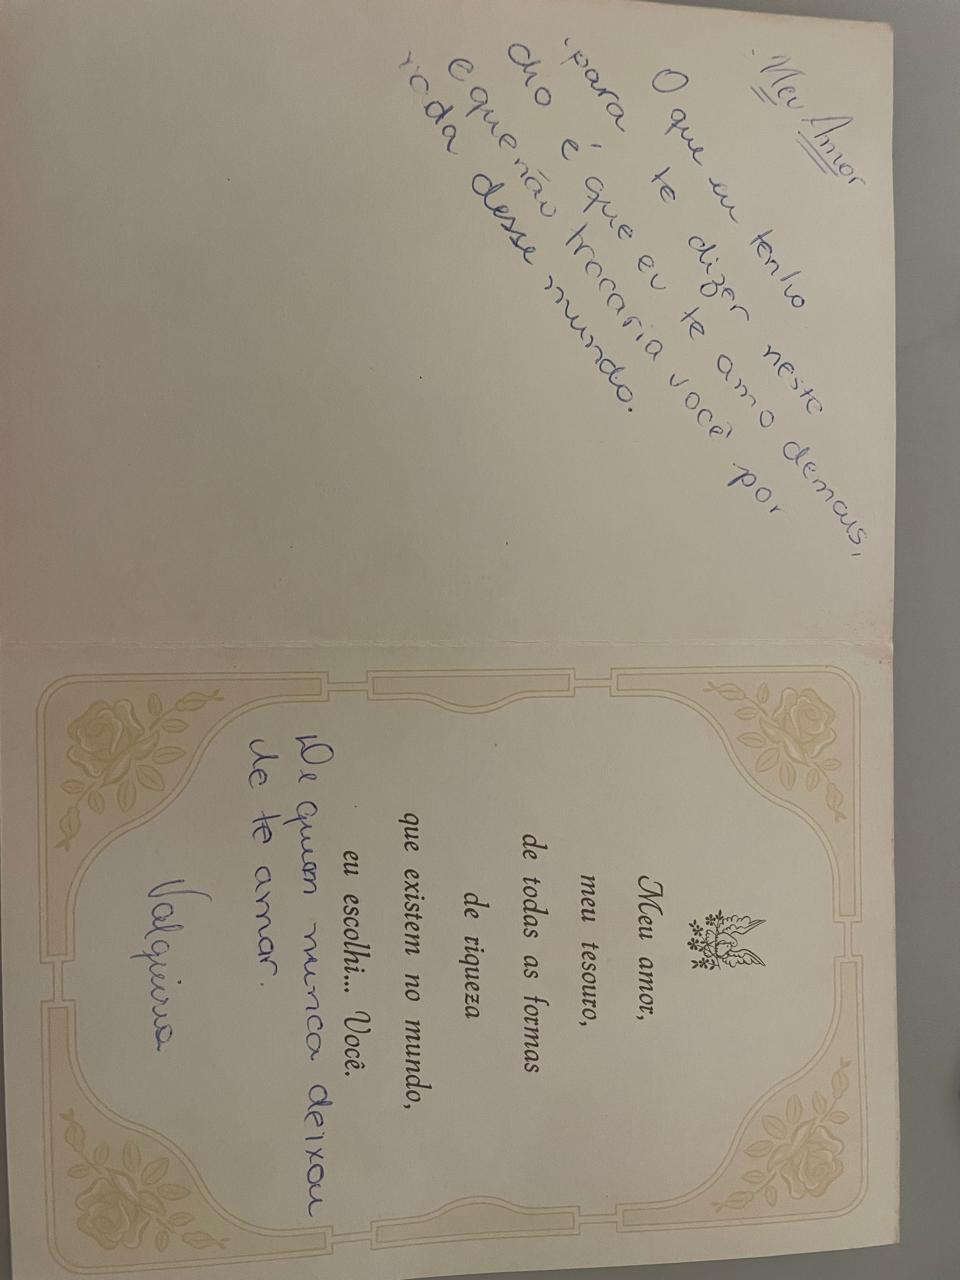 Meu Amor
O que eu tenho
para te dizer neste
dia é que eu te amo demais,
e que não trocaria você por
nada desse mundo.
Meu amor,
meu tesouro,
de todas as formas
de riqueza
que existem no mundo,
eu escolhi... Você.
De quem nunca deixou
de te amar.
Valquiria